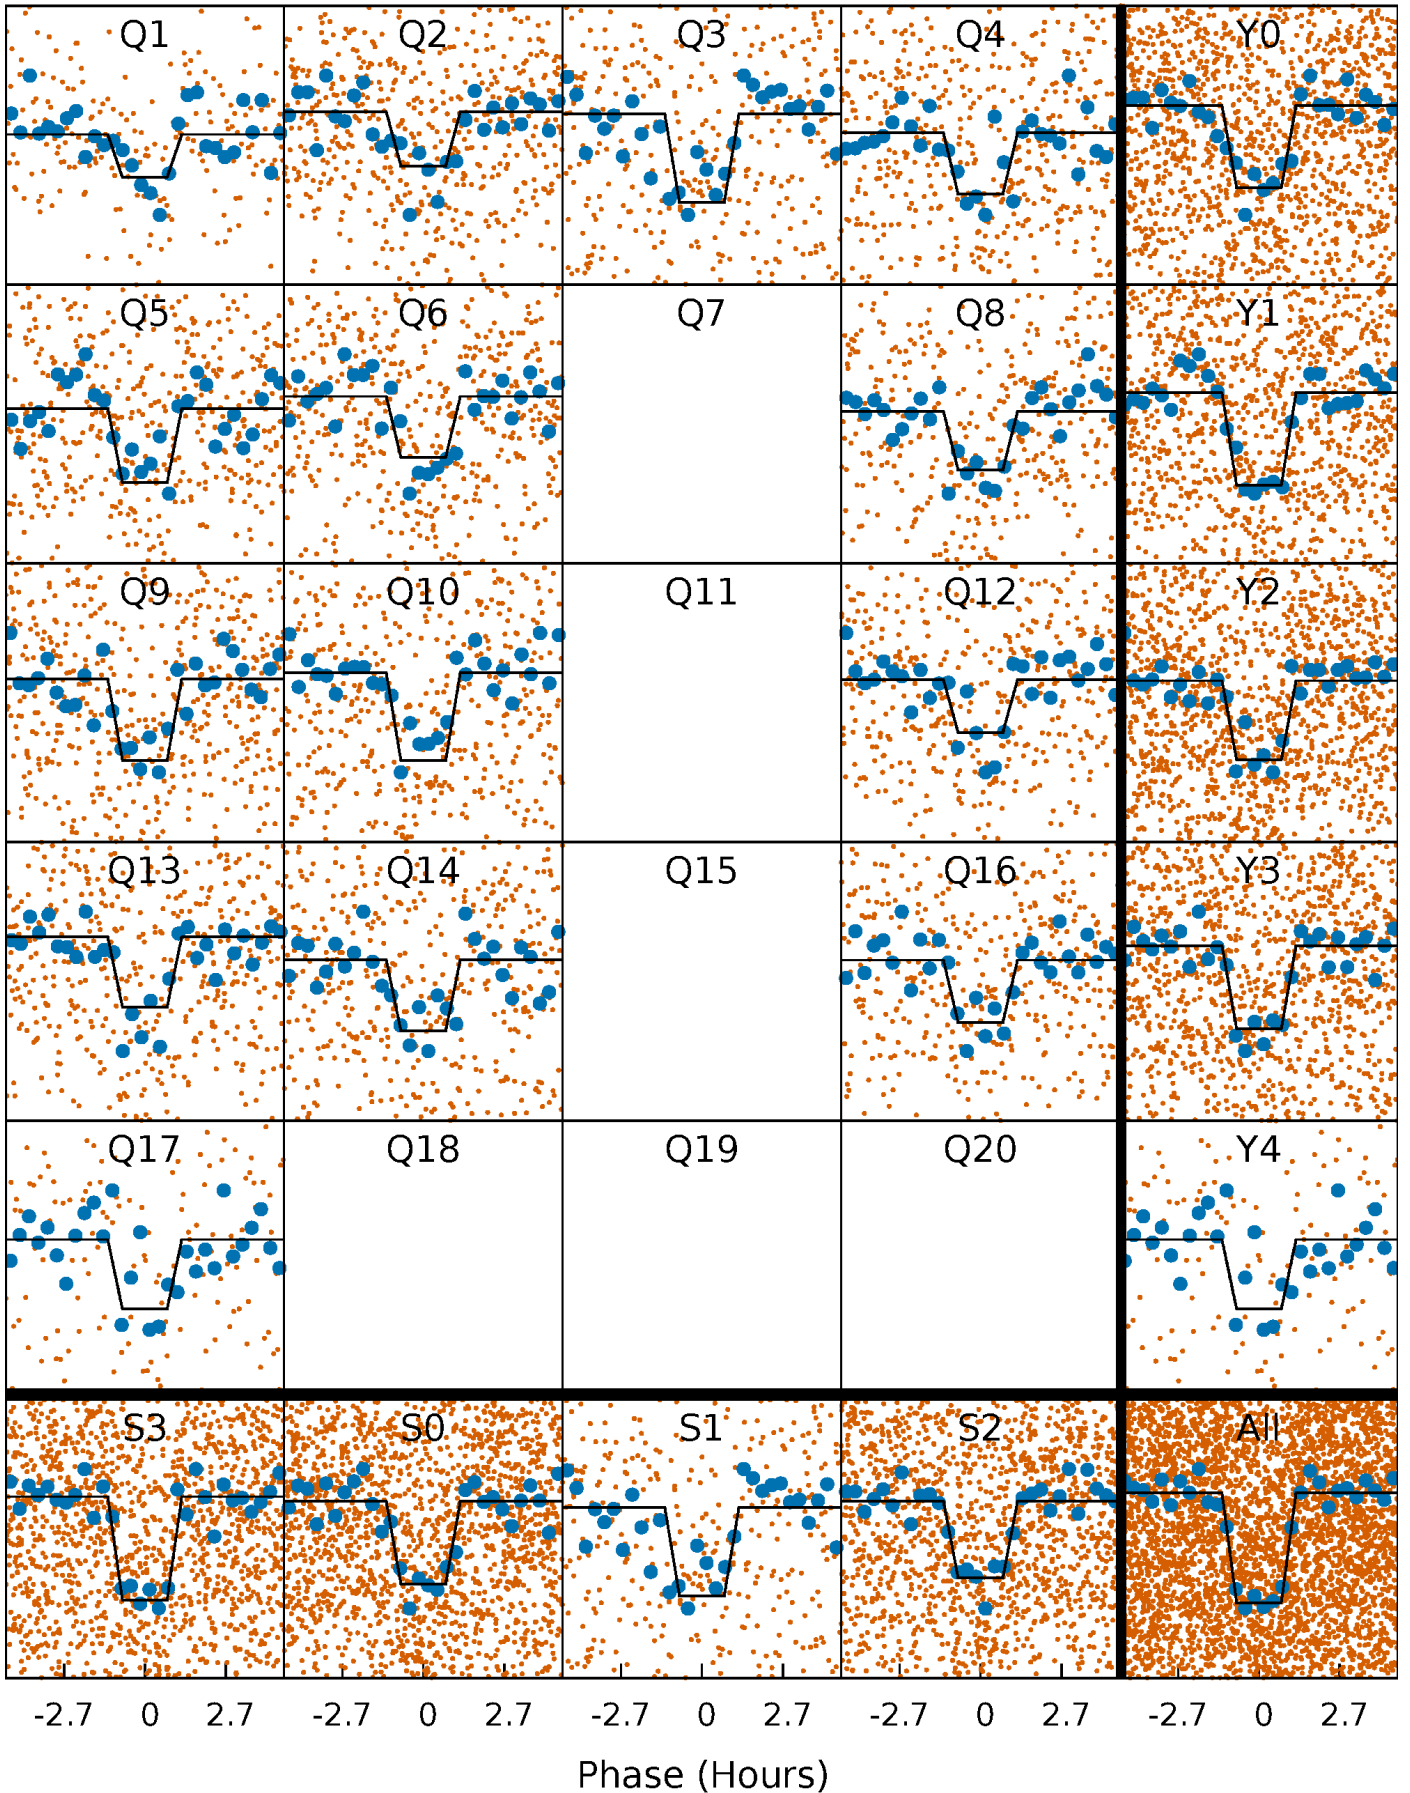 Q1 Q2 Q3 Q4 Y0
Q5 Q6 Q7 Q8 Y1
Q9 Q10 Q11 Q12 Y2
Q13 Q14 Q15 Q16 Y3
Q17 Q18 Q19 Q20 Y4
S3 S0 S1 S2 All
-2.7 0 2.7 -2.7 0 2.7 -2.7 0 2.7 -2.7 0 2.7 -2.7 0 2.7
Phase (Hours)